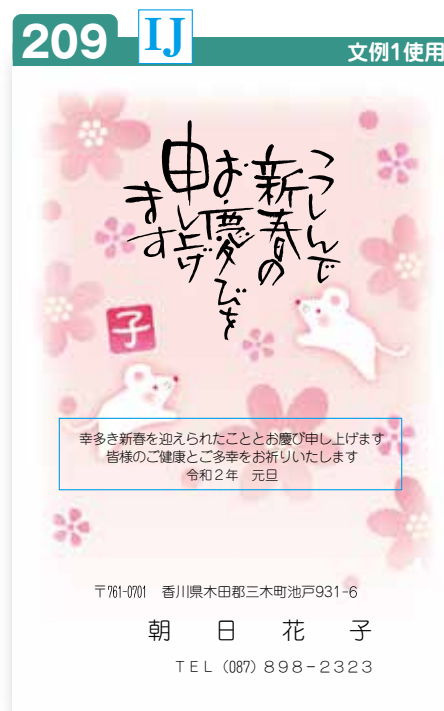 209
IJ
文例1使用
つつしんで
新春の
お慶びを
申し上げ
ます
子
幸多き新春を迎えられたこととお慶び申し上げます
皆様のご健康とご多幸をお祈りいたします
令和2年 元旦
〒761-0701 香川県木田郡三木町池戸931-6
朝日花子
TEL (087) 898-2323